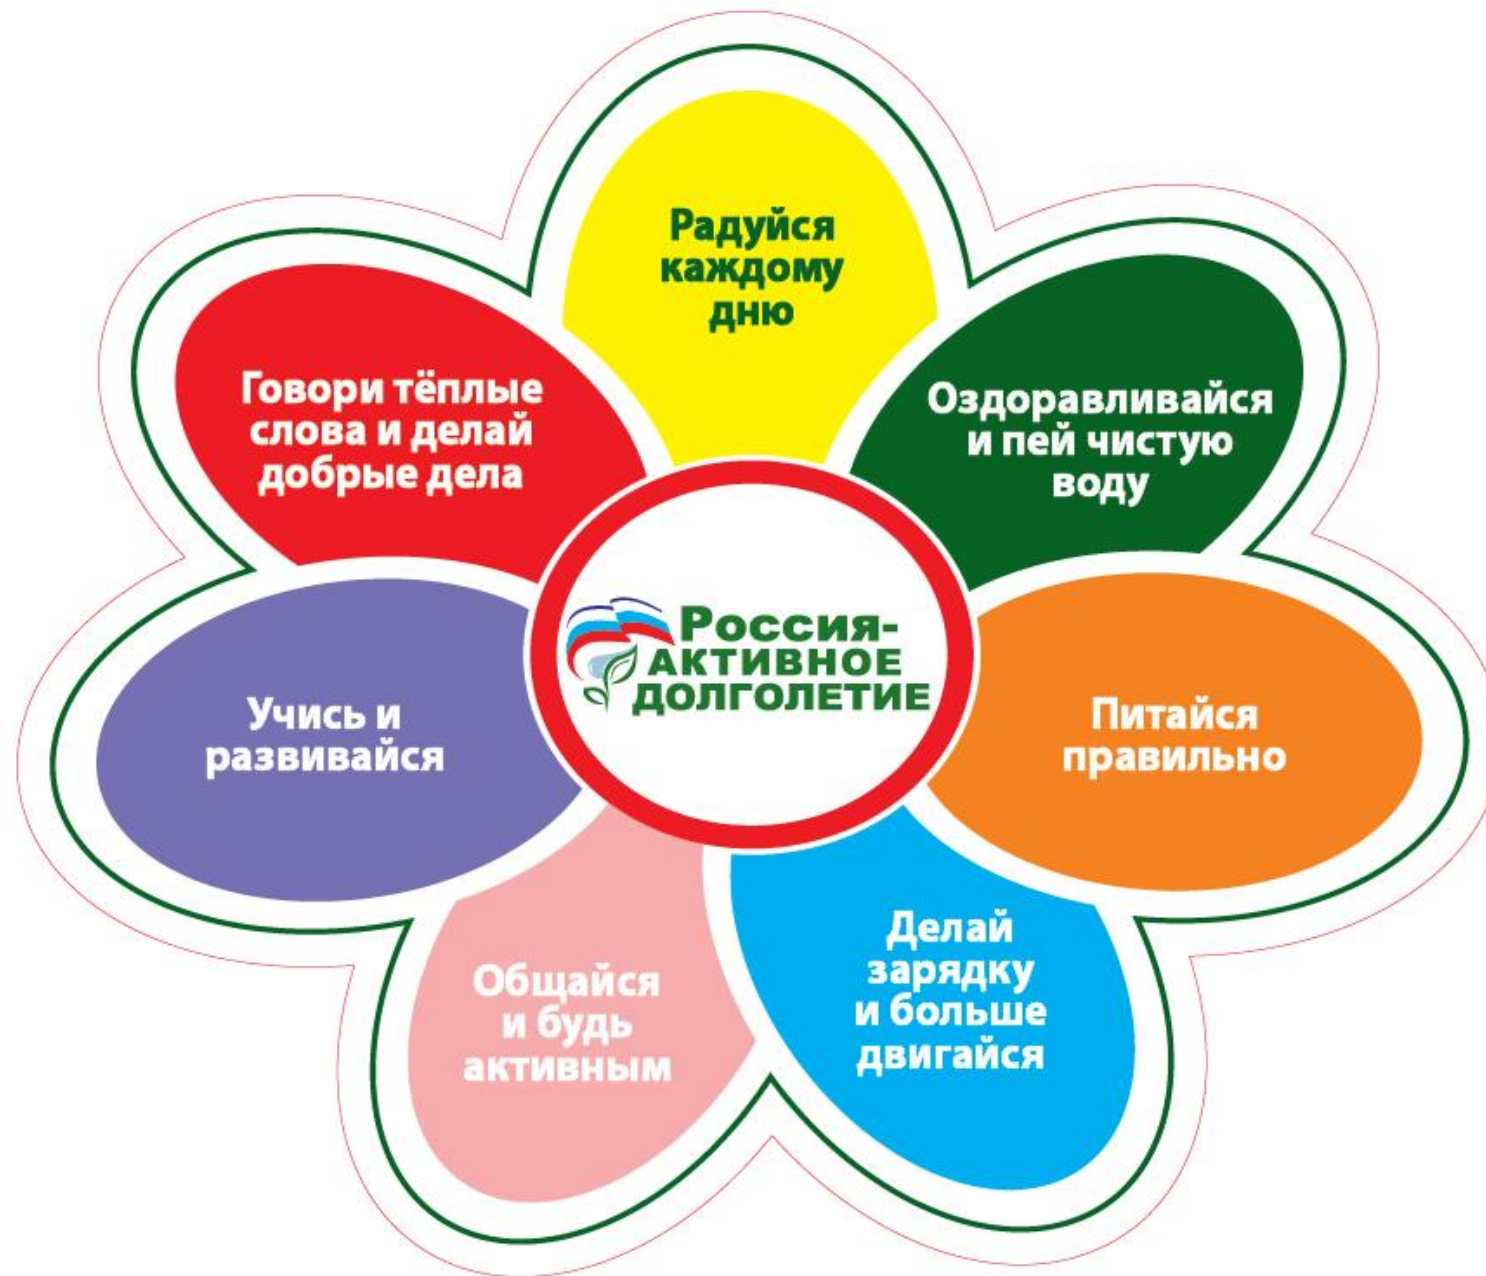 Радуйся
каждому
дню
Оздоравливайся
и пей чистую
воду
Питайся
правильно
Делай
зарядку
и больше
двигайся
Общайся
и будь
активным
Учись и
развивайся
Говори тёплые
слова и делай
добрые дела
Россия-
активное
долголетие